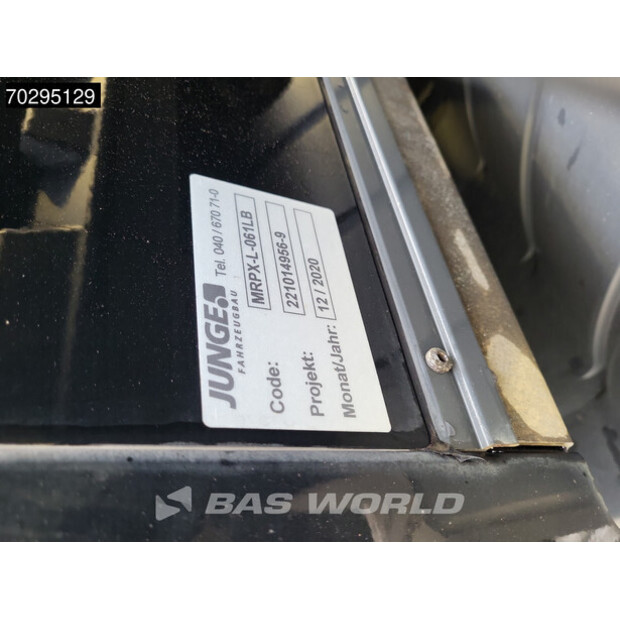 70295129
JUNGE Tel. 040 / 670 71-0
FAHRZEUGBAU
Code: MRPX-L-061LB
Projekt: 221014956-9
Monat/Jahr: 12 / 2020
BAS WORLD